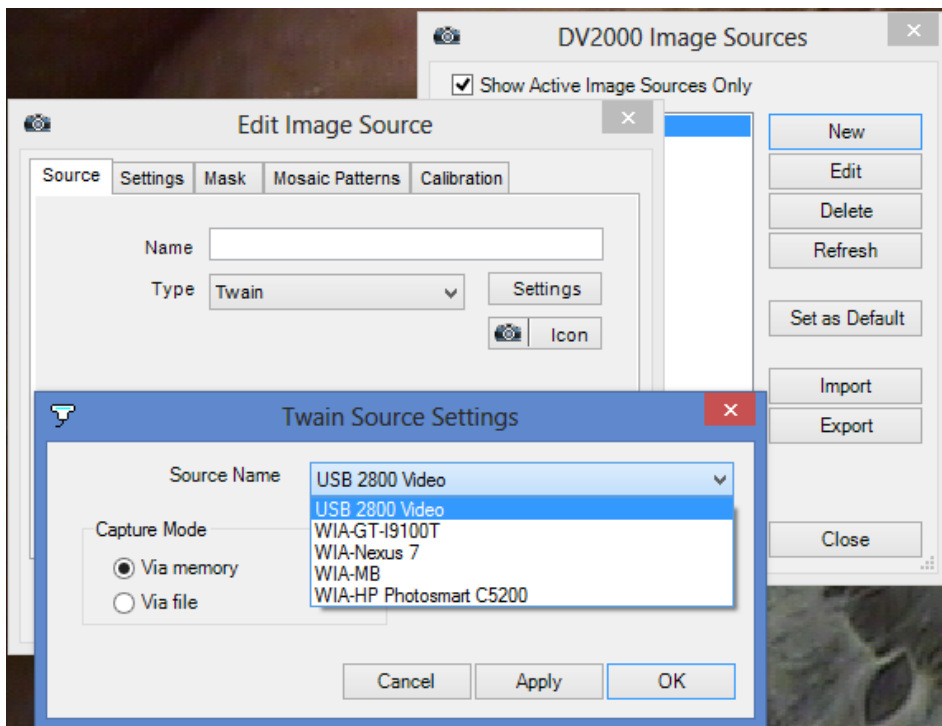 DV2000 Image Sources
Show Active Image Sources Only
New
Edit
Delete
Refresh
Set as Default
Import
Export
Close
Edit Image Source
Source Settings Mask Mosaic Patterns Calibration
Name
Type Twain Settings
Icon
Twain Source Settings
Source Name USB 2800 Video
USB 2800 Video
WIA-GT-I9100T
WIA-Nexus 7
WIA-MB
WIA-HP Photosmart C5200
Capture Mode
Via memory
Via file
Cancel Apply OK